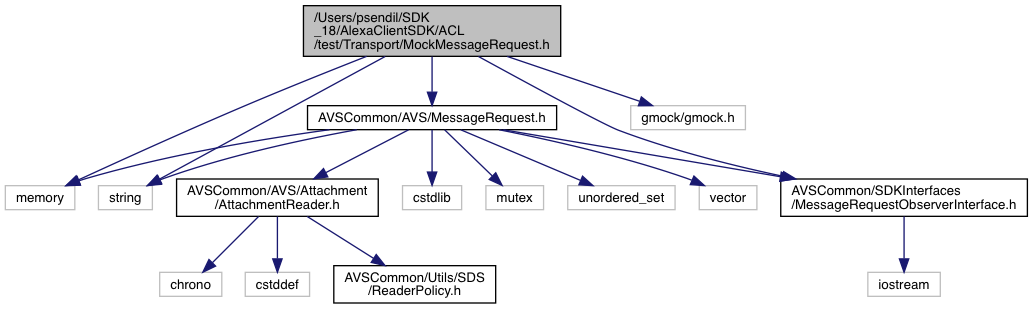 /Users/psendil/SDK
_18/AlexaClientSDK/ACL
/test/Transport/MockMessageRequest.h
AVSCommon/AVS/MessageRequest.h
gmock/gmock.h
memory
string
AVSCommon/AVS/Attachment
/AttachmentReader.h
cstdlib
mutex
unordered_set
vector
AVSCommon/SDKInterfaces
/MessageRequestObserverInterface.h
chrono
cstddef
AVSCommon/Utils/SDS
/ReaderPolicy.h
iostream